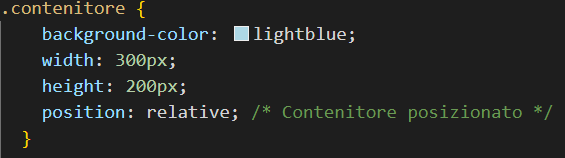 .contenitore {
background-color: lightblue;
width: 300px;
height: 200px;
position: relative; /* Contenitore posizionato */
}